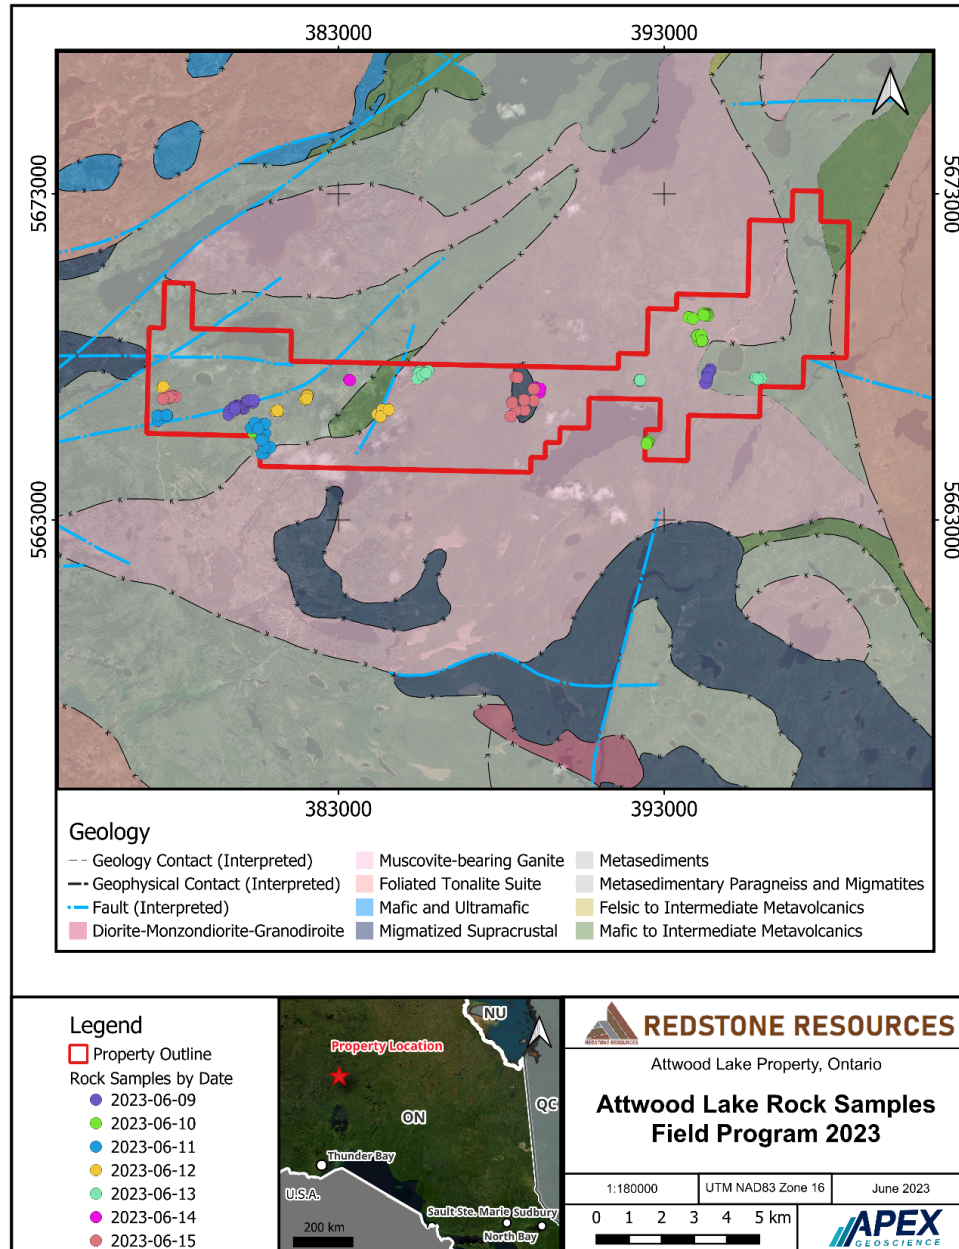 383000
393000
5673000
5673000
5663000
5663000
383000
393000
Geology
Geology Contact (Interpreted)
Geophysical Contact (Interpreted)
Fault (Interpreted)
Diorite-Monzondiorite-Granodiroite
Muscovite-bearing Ganite
Foliated Tonalite Suite
Mafic and Ultramafic
Migmatized Supracrustal
Metasediments
Metasedimentary Paragneiss and Migmatites
Felsic to Intermediate Metavolcanics
Mafic to Intermediate Metavolcanics
Legend
Property Outline
Rock Samples by Date
2023-06-09
2023-06-10
2023-06-11
2023-06-12
2023-06-13
2023-06-14
2023-06-15
NU
Property Location
ON
QC
Thunder Bay
U.S.A.
Sault Ste. Marie
Sudbury
North Bay
200 km
REDSTONE RESOURCES
REDSTONE RESOURCES
Attwood Lake Property, Ontario
Attwood Lake Rock Samples
Field Program 2023
1:180000
UTM NAD83 Zone 16
June 2023
0 1 2 3 4 5 km
APEX
GEOSCIENCE